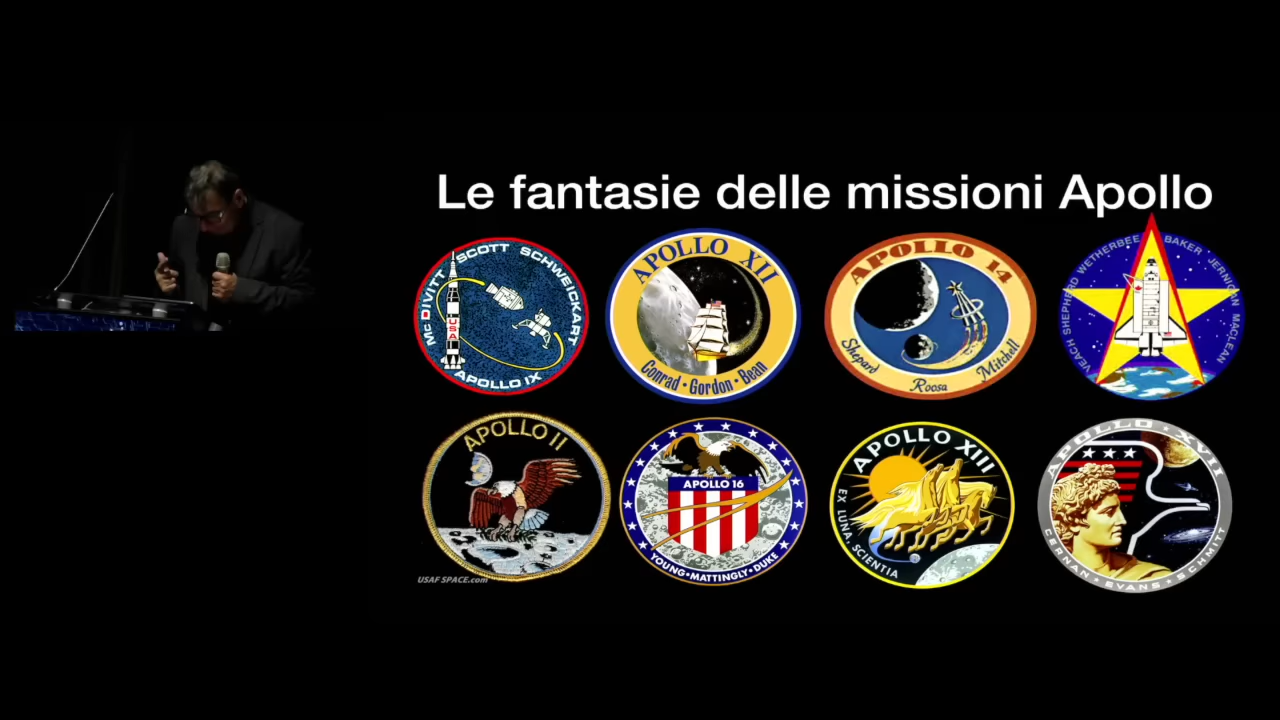 Le fantasie delle missioni Apollo
Mc DIVITT SCOTT SCHWEICKART
USA
APOLLO IX
APOLLO XII
Conrad • Gordon • Bean
APOLLO 14
Shepard Roosa Mitchell
VEACH SHEPHERD WETHERBEE BAKER JERNIGAN MACLEAN
APOLLO 11
USAF SPACE.com
APOLLO 16
YOUNG • MATTINGLY • DUKE
APOLLO XIII
EX LUNA, SCIENTIA
APOLLO XVII
CERNAN • EVANS • SCHMITT